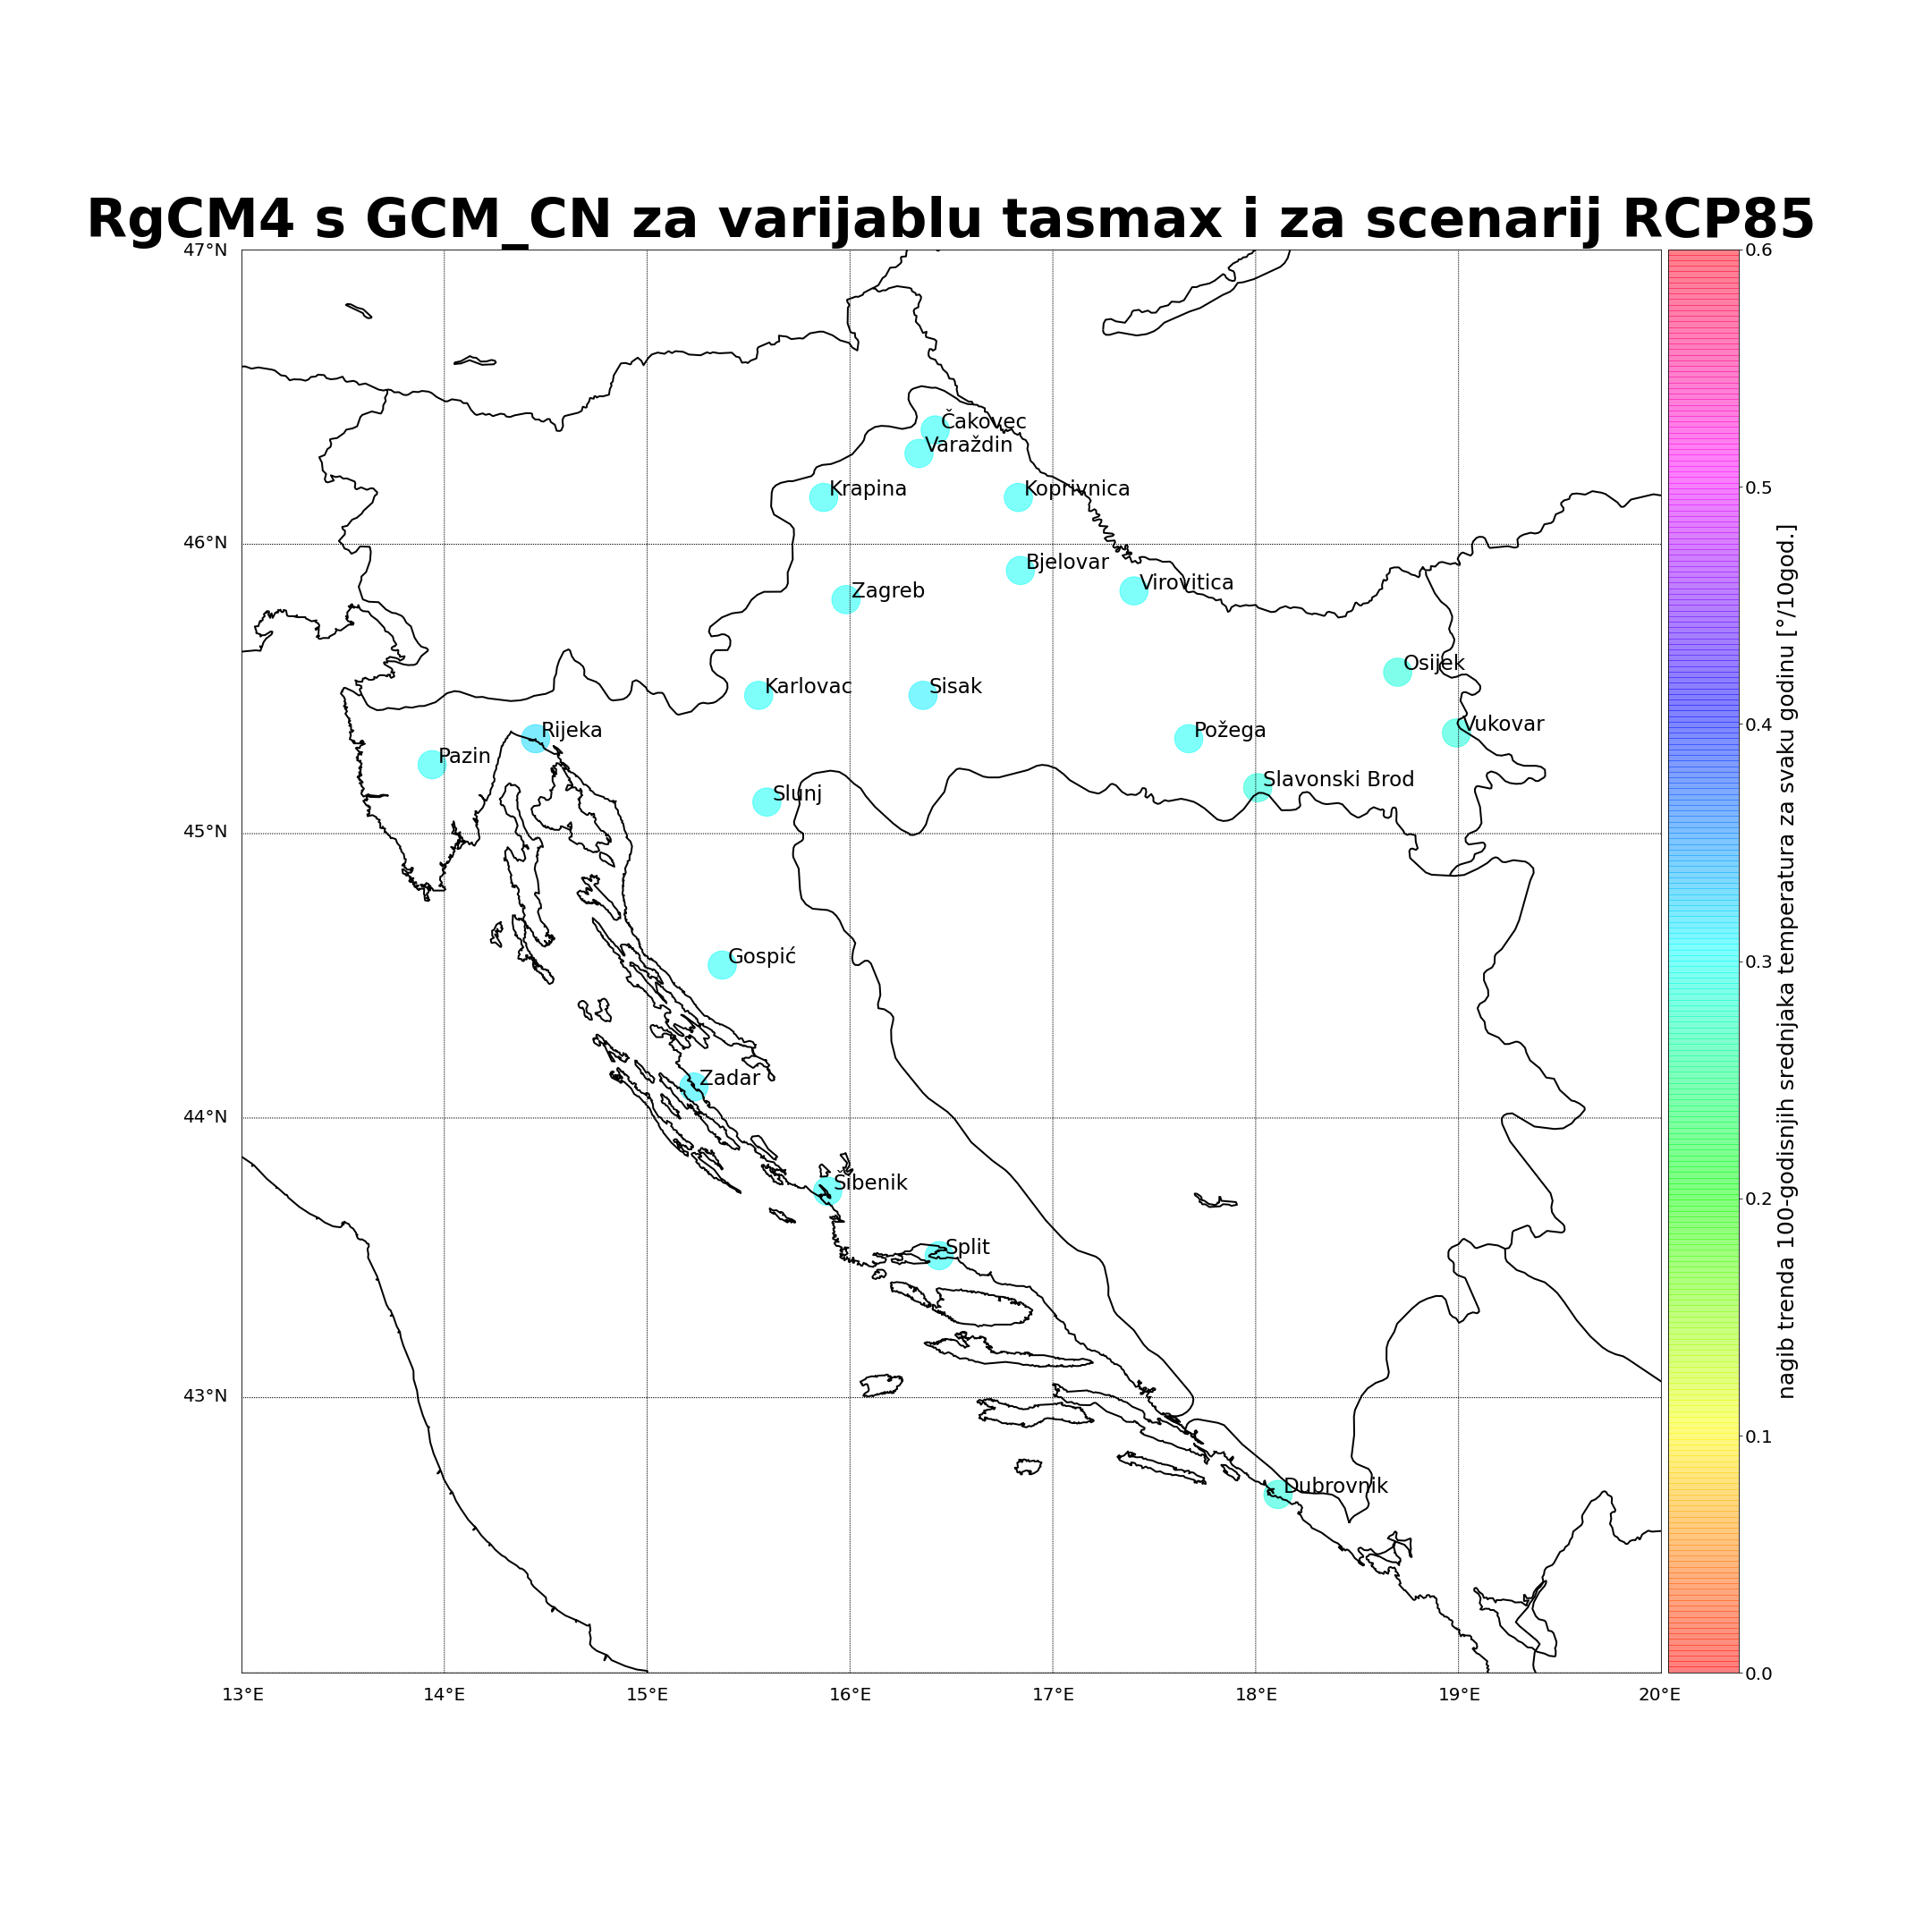 RgCM4 s GCM_CN za varijablu tasmax i za scenarij RCP85
47°N
46°N
45°N
44°N
43°N
13°E
14°E
15°E
16°E
17°E
18°E
19°E
20°E
Čakovec
Varaždin
Krapina
Koprivnica
Bjelovar
Virovitica
Zagreb
Osijek
Karlovac
Sisak
Vukovar
Rijeka
Požega
Pazin
Slavonski Brod
Slunj
Gospić
Zadar
Šibenik
Split
Dubrovnik
0.6
0.5
0.4
0.3
0.2
0.1
0.0
nagib trenda 100-godisnjih srednjaka temperatura za svaku godinu [°/10god.]